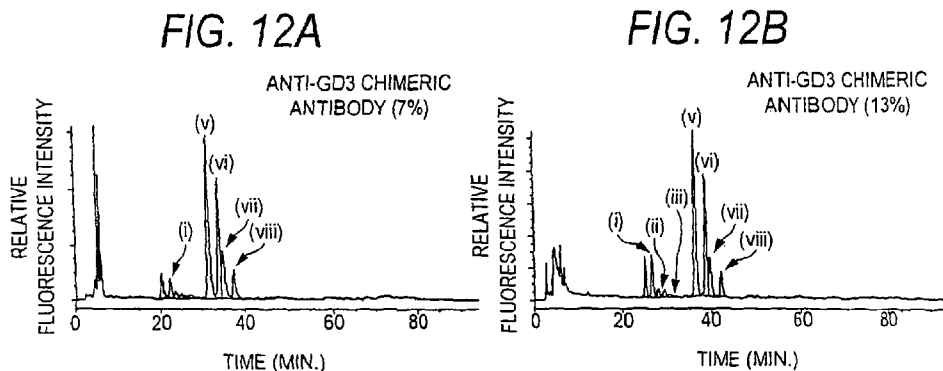 FIG. 12A
ANTI-GD3 CHIMERIC
ANTIBODY (7%)
RELATIVE
FLUORESCENCE INTENSITY
(i)
(v)
(vi)
(vii)
(viii)
0
20
40
60
80
TIME (MIN.)
FIG. 12B
ANTI-GD3 CHIMERIC
ANTIBODY (13%)
RELATIVE
FLUORESCENCE INTENSITY
(i)
(ii)
(iii)
(v)
(vi)
(vii)
(viii)
0
20
40
60
80
TIME (MIN.)